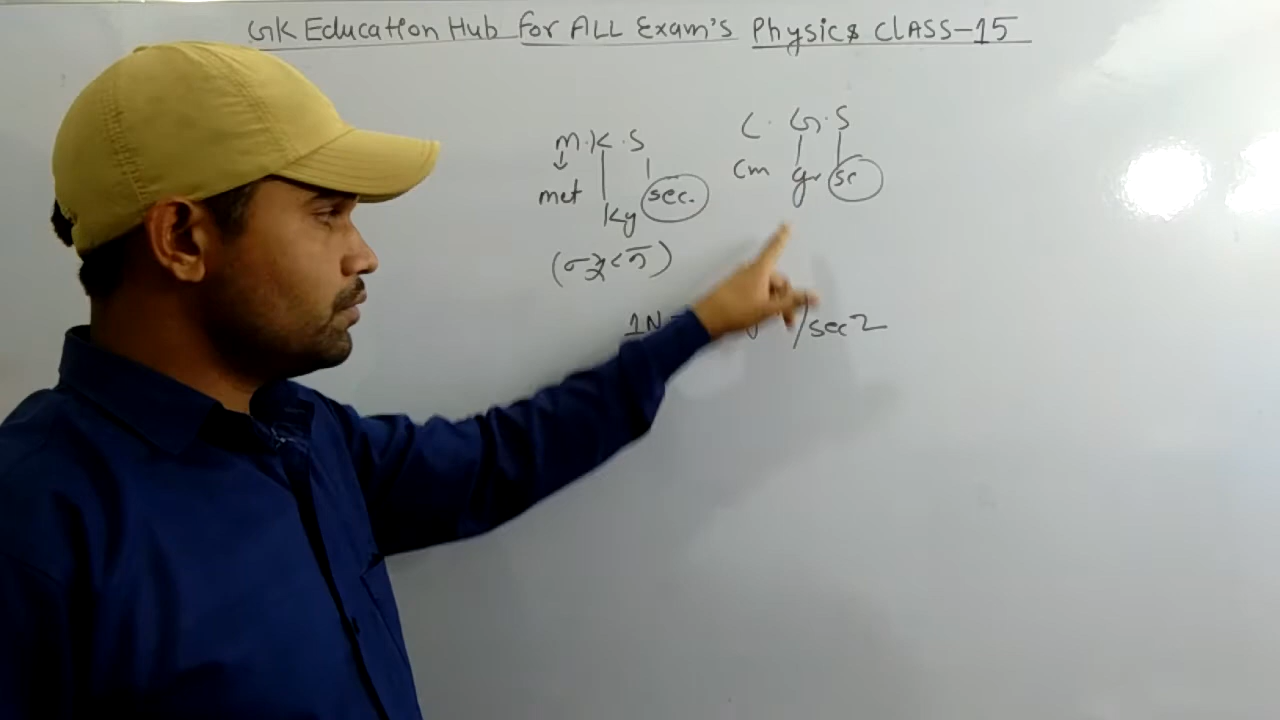 GK Education Hub for ALL Exam's Physics CLASS-15
M.K.S
met Kg sec.
C.G.S
cm gr sc
1N /sec2